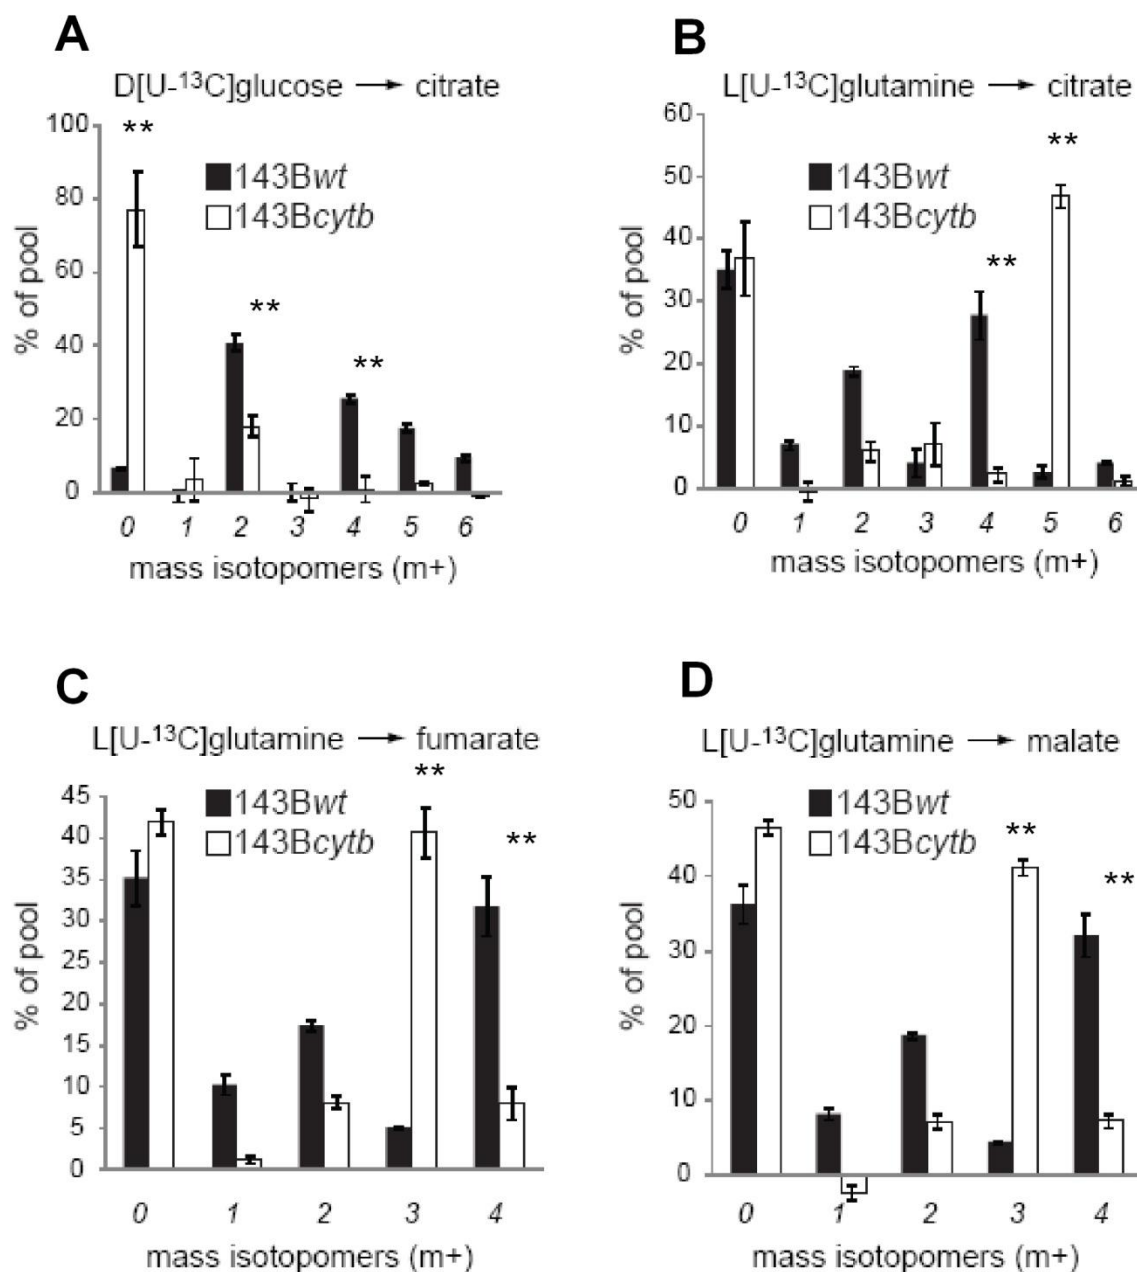 A
D[U-¹³C]glucose → citrate
**
143Bwt
143Bcytb
**
**
% of pool
100
80
60
40
20
0
0 1 2 3 4 5 6
mass isotopomers (m+)
B
L[U-¹³C]glutamine → citrate
**
143Bwt
143Bcytb
**
% of pool
60
50
40
30
20
10
0
0 1 2 3 4 5 6
mass isotopomers (m+)
C
L[U-¹³C]glutamine → fumarate
**
143Bwt
143Bcytb
**
% of pool
45
40
35
30
25
20
15
10
5
0
0 1 2 3 4
mass isotopomers (m+)
D
L[U-¹³C]glutamine → malate
143Bwt
143Bcytb
**
**
% of pool
50
40
30
20
10
0
0 1 2 3 4
mass isotopomers (m+)